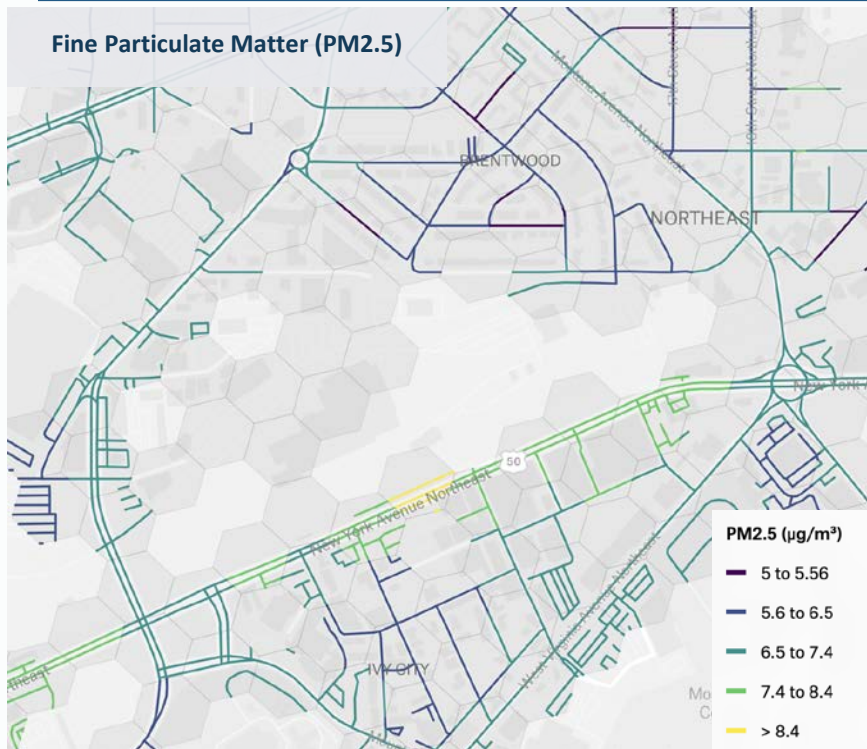 Fine Particulate Matter (PM2.5)
Montana Avenue Northeast
BRENTWOOD
NORTHEAST
New York
50
New York Avenue Northeast
West Virginia Avenue Northeast
IVY CITY
PM2.5 (µg/m³)
5 to 5.56
5.6 to 6.5
6.5 to 7.4
7.4 to 8.4
> 8.4